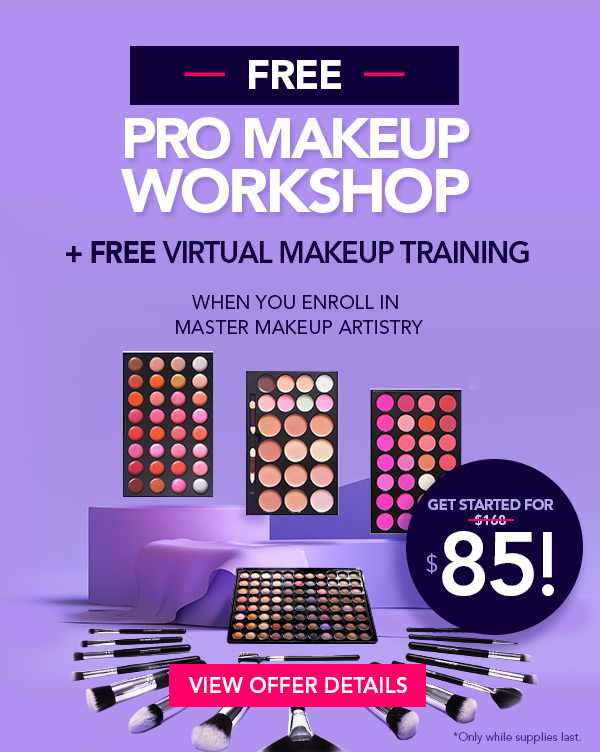 FREE
PRO MAKEUP
WORKSHOP
+ FREE VIRTUAL MAKEUP TRAINING
WHEN YOU ENROLL IN
MASTER MAKEUP ARTISTRY
GET STARTED FOR
$168
$85!
VIEW OFFER DETAILS
*Only while supplies last.